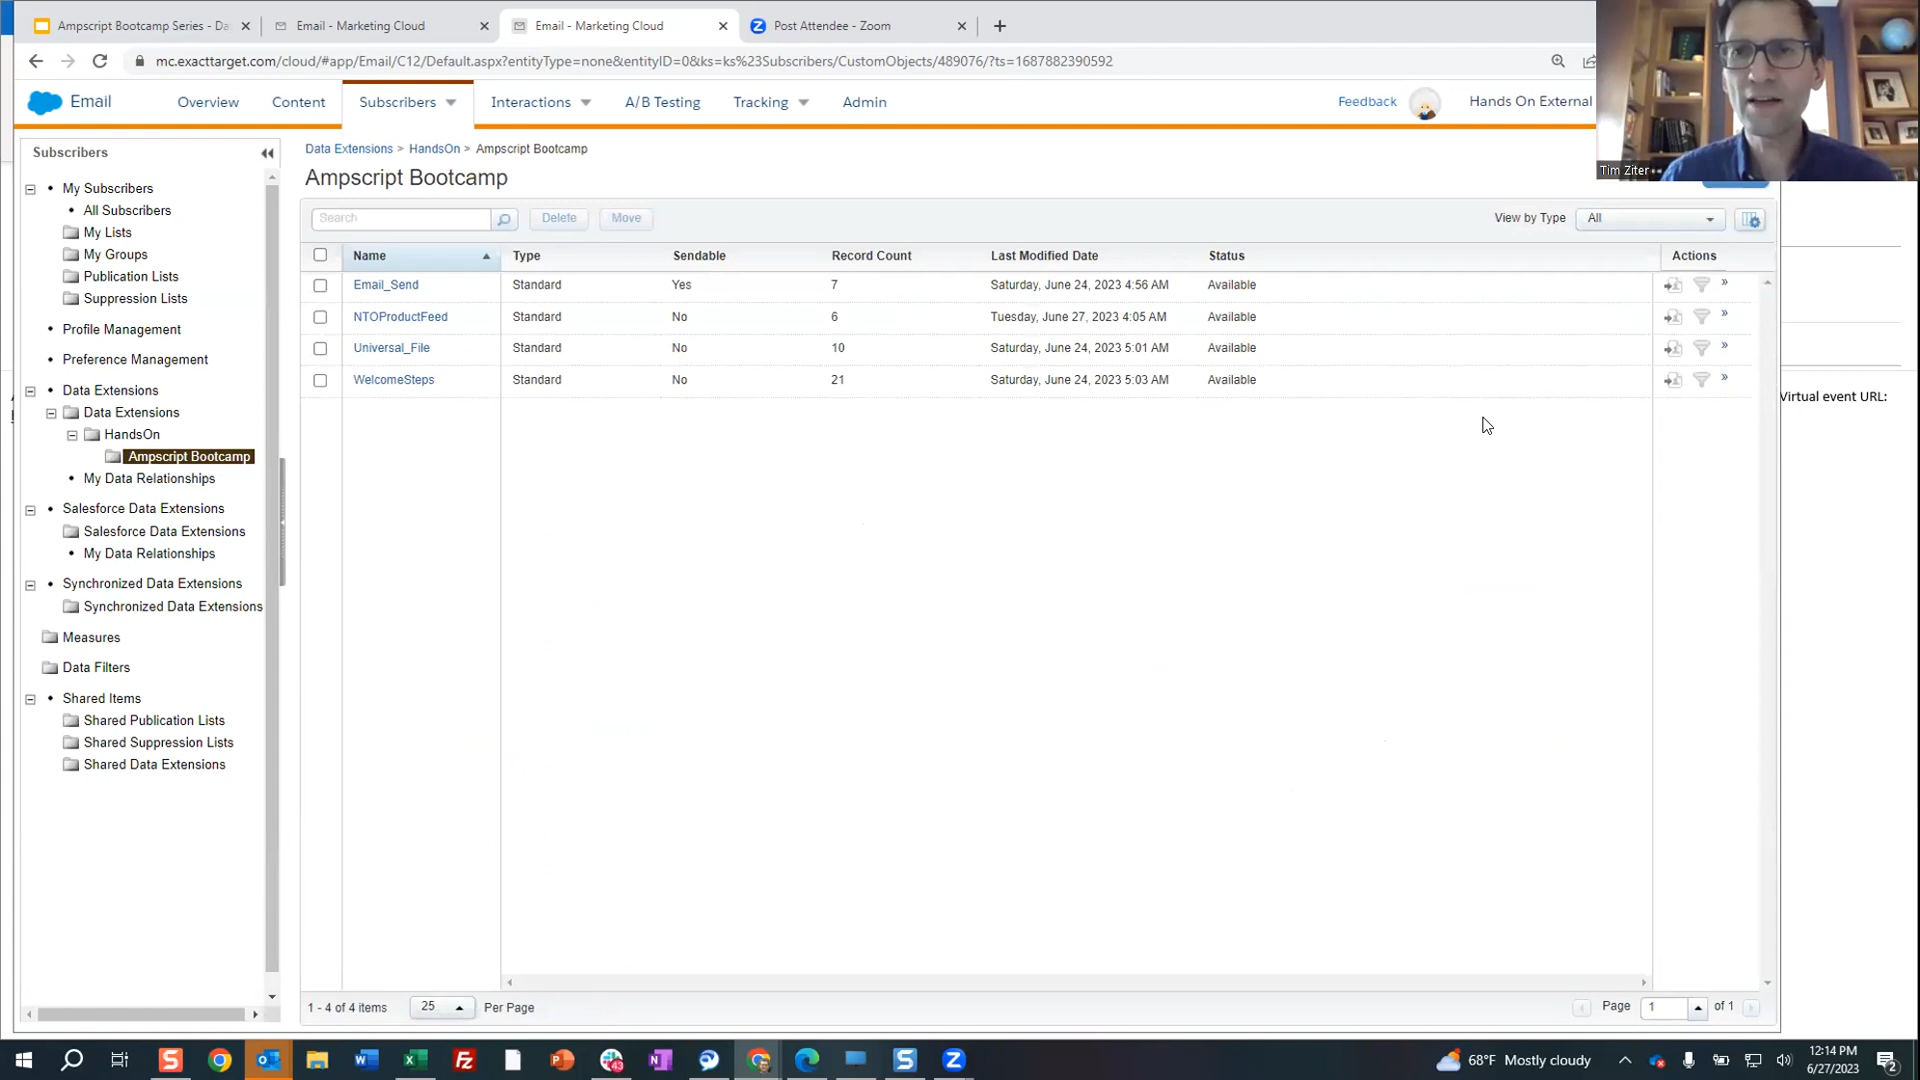 Ampscript Bootcamp Series - Da
Email - Marketing Cloud
Email - Marketing Cloud
Post Attendee - Zoom
mc.exacttarget.com/cloud/#app/Email/C12/Default.aspx?entityType=none&entityID=0&ks=ks%23Subscribers/CustomObjects/489076/?ts=1687882390592
Email
Overview
Content
Subscribers
Interactions
A/B Testing
Tracking
Admin
Feedback
Hands On External
Tim Ziter
Subscribers
My Subscribers
All Subscribers
My Lists
My Groups
Publication Lists
Suppression Lists
Profile Management
Preference Management
Data Extensions
Data Extensions
HandsOn
Ampscript Bootcamp
My Data Relationships
Salesforce Data Extensions
Salesforce Data Extensions
My Data Relationships
Synchronized Data Extensions
Synchronized Data Extensions
Measures
Data Filters
Shared Items
Shared Publication Lists
Shared Suppression Lists
Shared Data Extensions
Data Extensions > HandsOn > Ampscript Bootcamp
Ampscript Bootcamp
Search
Delete
Move
View by Type
All
Name Type Sendable Record Count Last Modified Date Status Actions
Email_Send Standard Yes 7 Saturday, June 24, 2023 4:56 AM Available
NTOProductFeed Standard No 6 Tuesday, June 27, 2023 4:05 AM Available
Universal_File Standard No 10 Saturday, June 24, 2023 5:01 AM Available
WelcomeSteps Standard No 21 Saturday, June 24, 2023 5:03 AM Available
Virtual event URL:
1 - 4 of 4 items
25
Per Page
Page 1 of 1
68°F Mostly cloudy
12:14 PM
6/27/2023